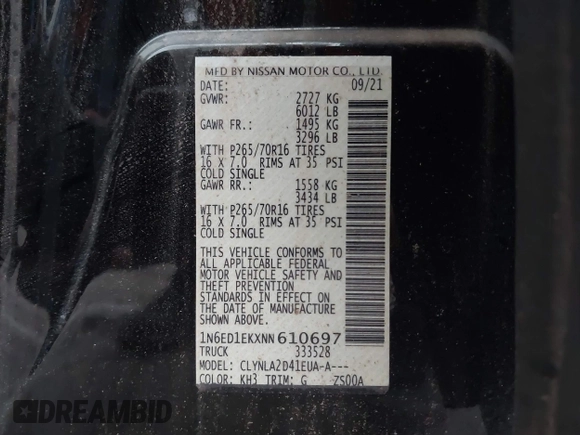 MFD BY NISSAN MOTOR CO., LTD.
DATE: 09/21
GVWR: 2727 KG
6012 LB
GAWR FR.: 1495 KG
3296 LB
WITH P265/70R16 TIRES
16 X 7.0 RIMS AT 35 PSI
COLD SINGLE
GAWR RR.: 1558 KG
3434 LB
WITH P265/70R16 TIRES
16 X 7.0 RIMS AT 35 PSI
COLD SINGLE
THIS VEHICLE CONFORMS TO
ALL APPLICABLE FEDERAL
MOTOR VEHICLE SAFETY AND
THEFT PREVENTION
STANDARDS IN EFFECT ON
THE DATE OF MANUFACTURE
SHOWN ABOVE.
1N6ED1EKXNN610697
TRUCK 333528
MODEL: CLYNLA2D41EUA-A---
COLOR: KH3 TRIM: G ZS00A
DREAMBID